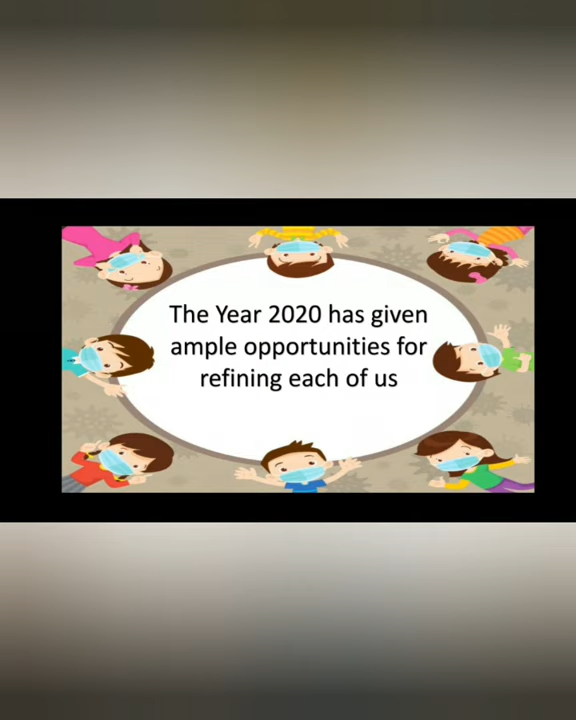 The Year 2020 has given
ample opportunities for
refining each of us